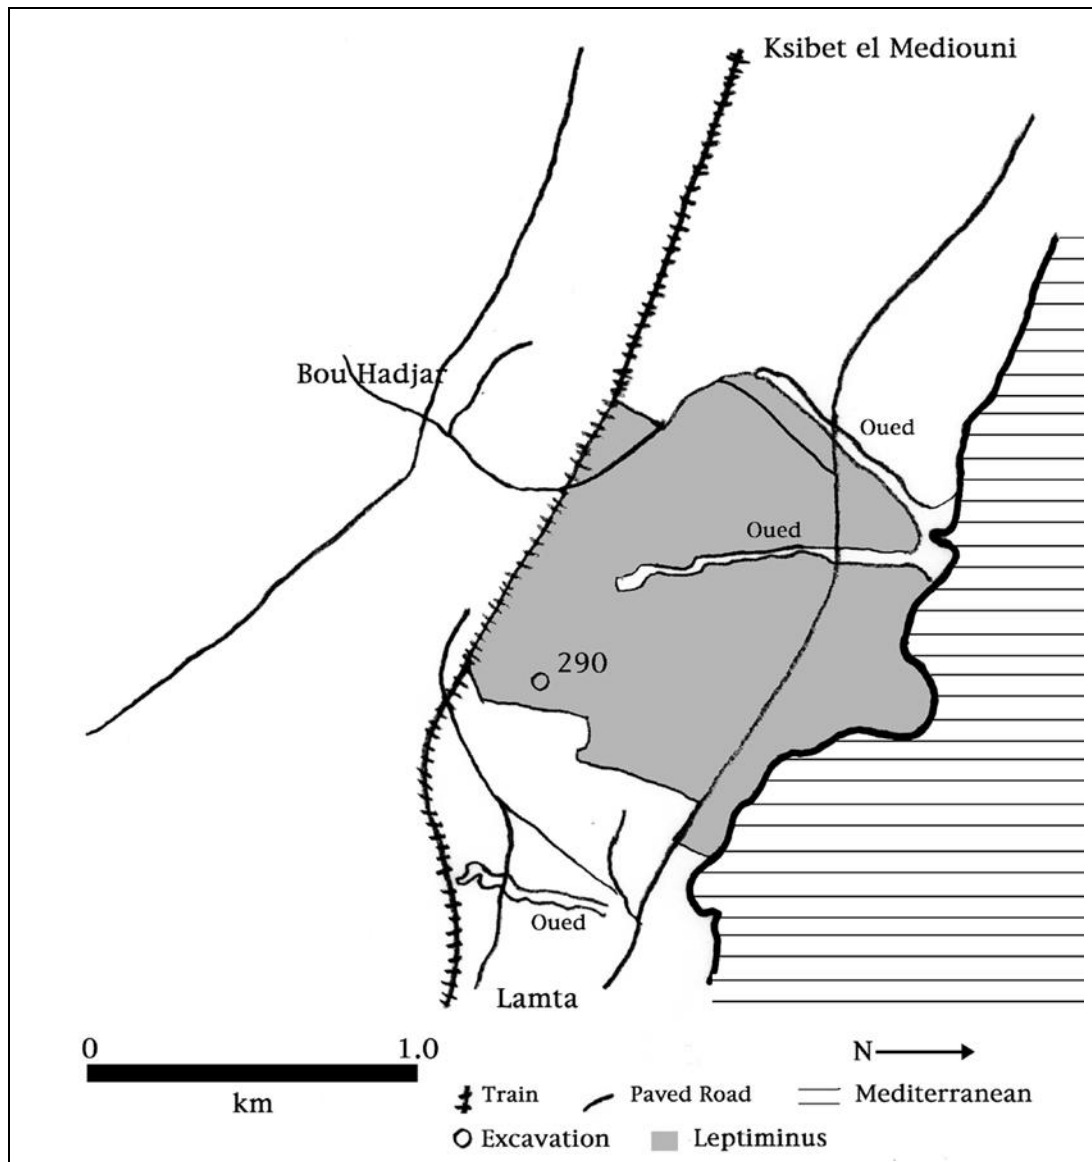 Ksibet el Mediouni
Bou Hadjar
Oued
Oued
290
Oued
Lamta
0 1.0
km
N
Train
Paved Road
Mediterranean
Excavation
Leptiminus